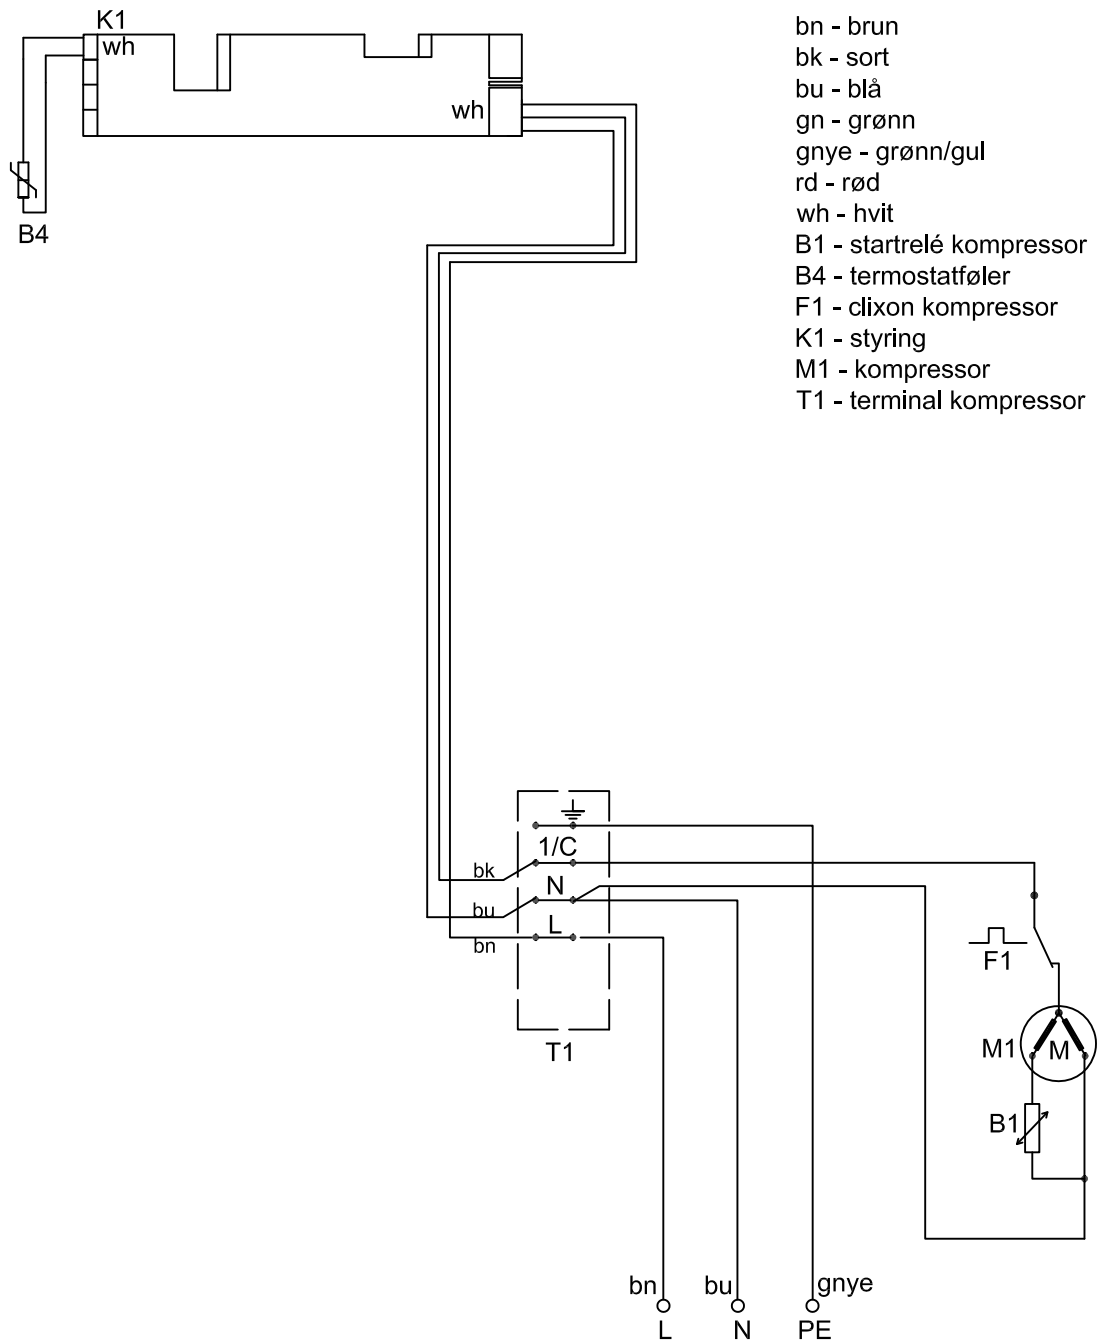 K1
wh
wh
B4
bn - brun
bk - sort
bu - blå
gn - grønn
gnye - grønn/gul
rd - rød
wh - hvit
B1 - startrelé kompressor
B4 - termostatføler
F1 - clixon kompressor
K1 - styring
M1 - kompressor
T1 - terminal kompressor
1/C
bk
N
bu
L
bn
T1
F1
M1
M
B1
bn
bu
gnye
L
N
PE